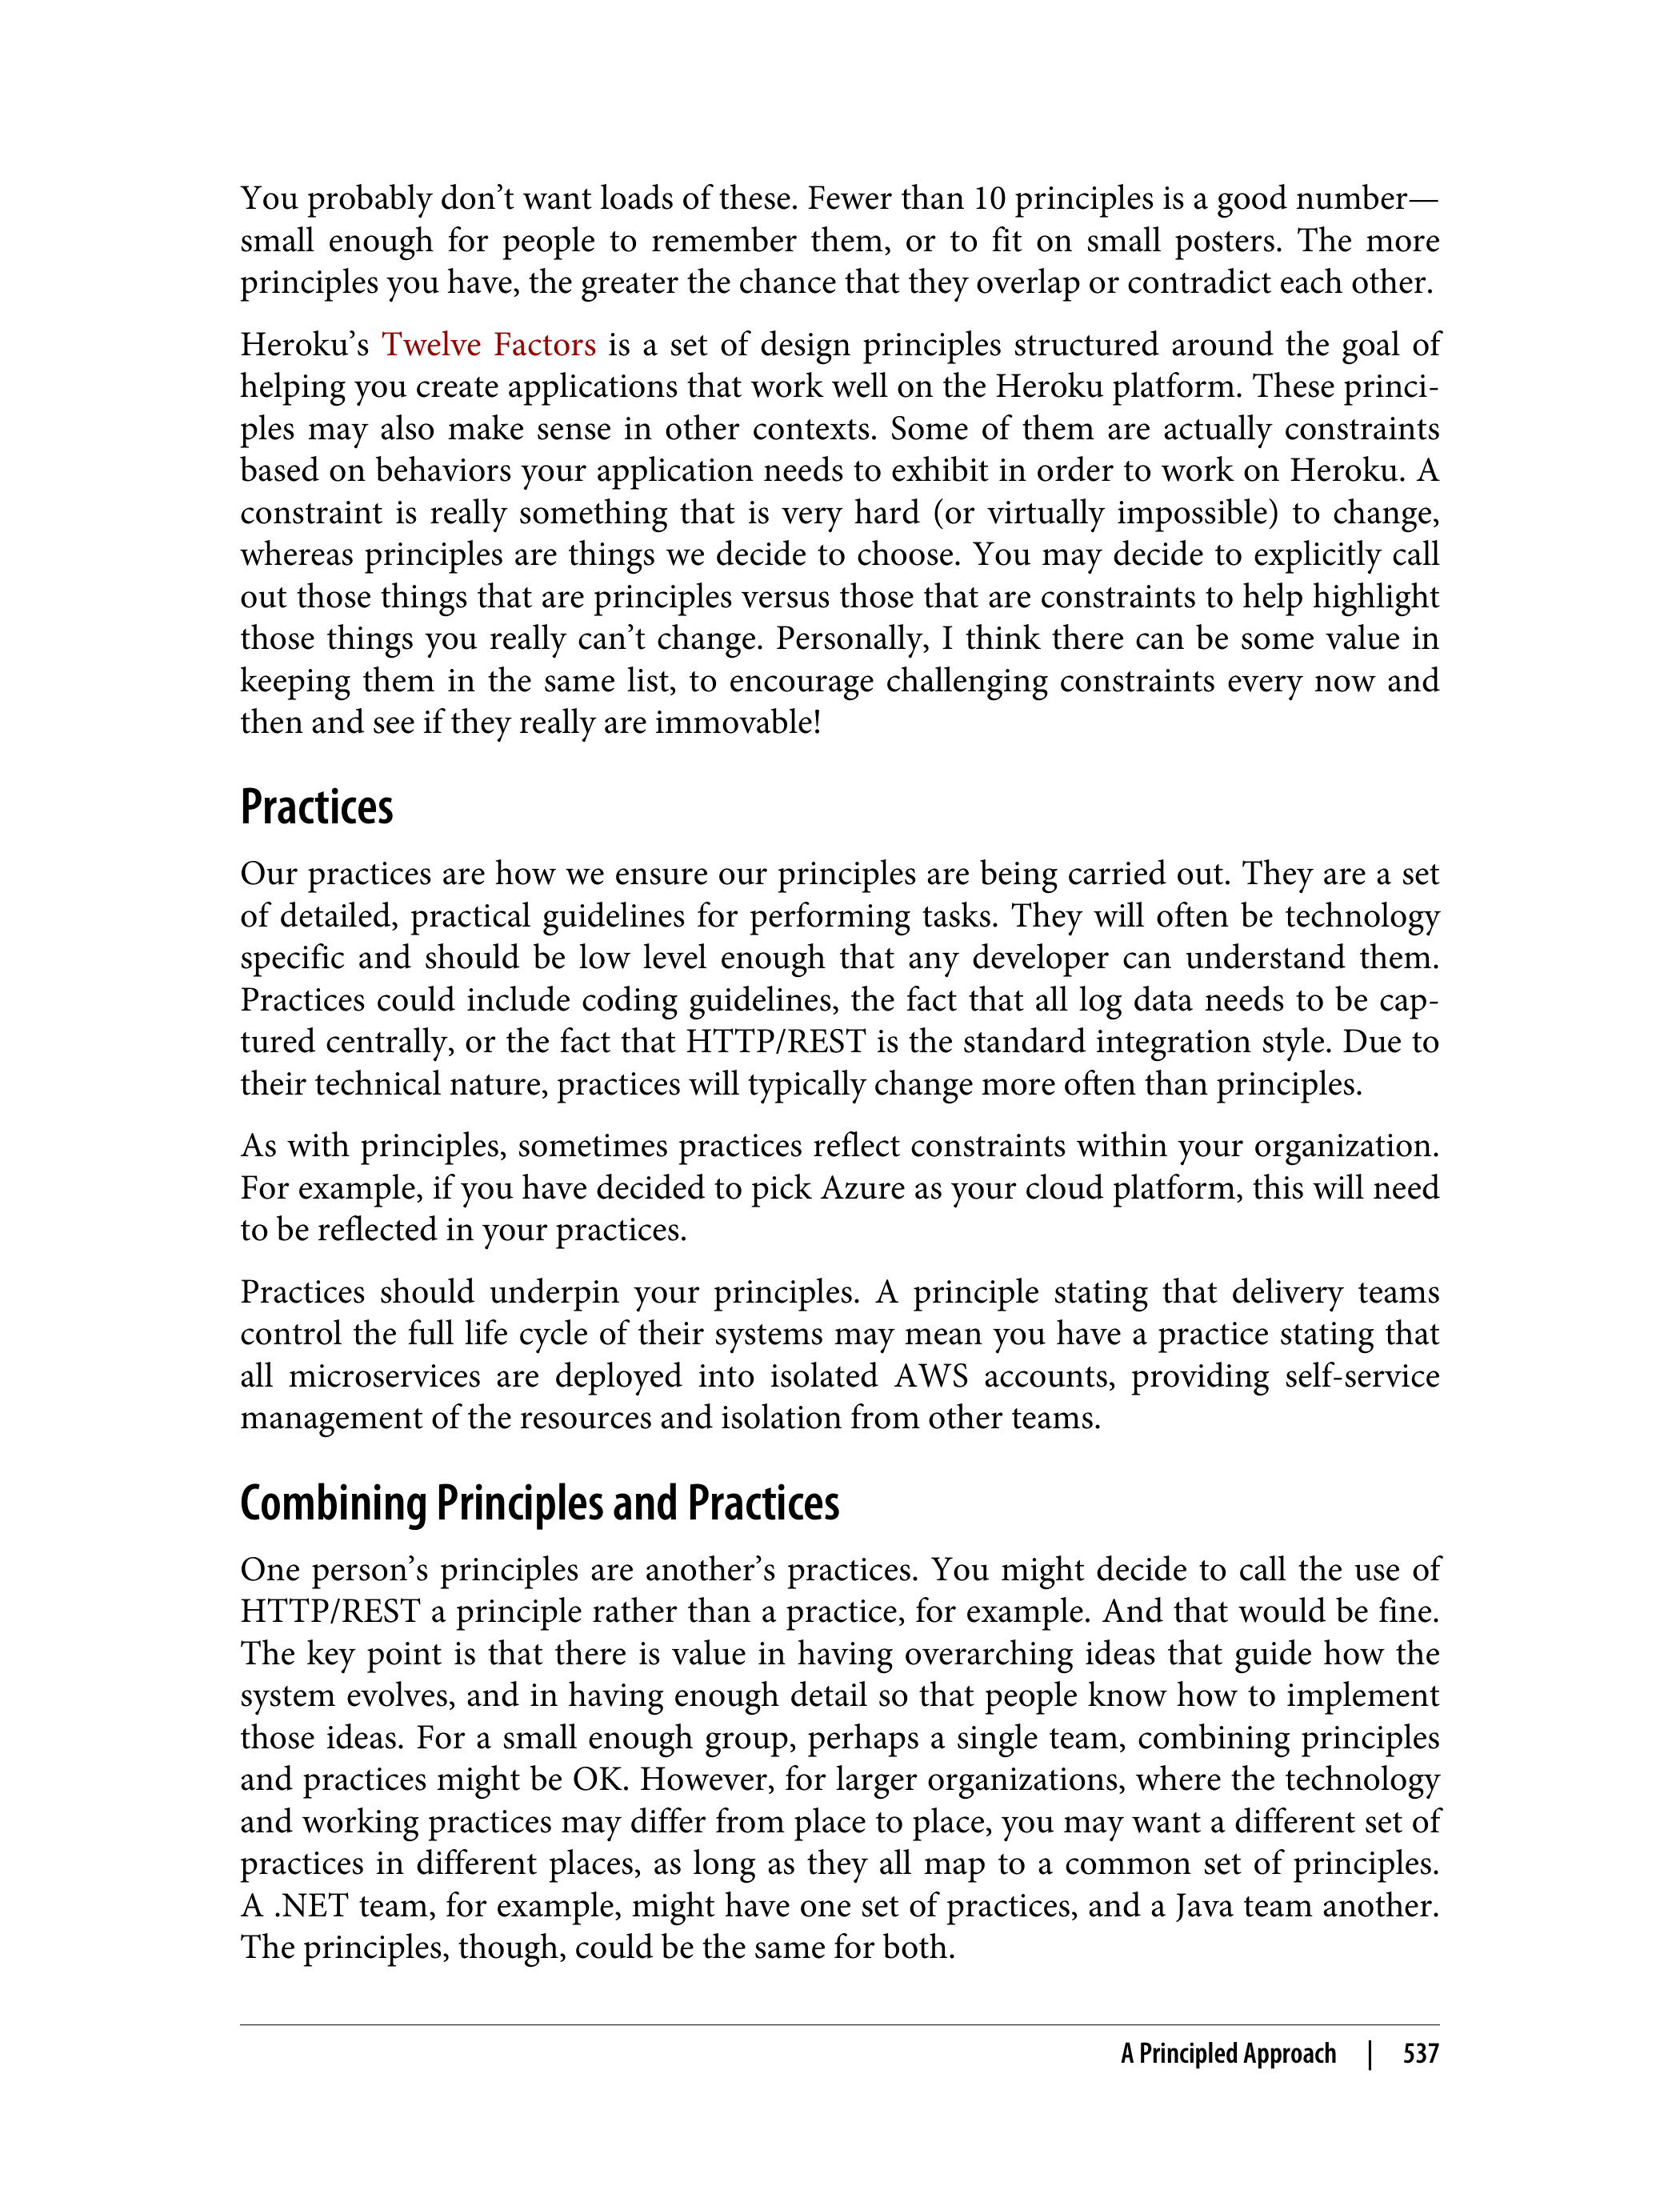 You probably don’t want loads of these. Fewer than 10 principles is a good number—
small enough for people to remember them, or to fit on small posters. The more
principles you have, the greater the chance that they overlap or contradict each other.
Heroku’s Twelve Factors is a set of design principles structured around the goal of
helping you create applications that work well on the Heroku platform. These princi-
ples may also make sense in other contexts. Some of them are actually constraints
based on behaviors your application needs to exhibit in order to work on Heroku. A
constraint is really something that is very hard (or virtually impossible) to change,
whereas principles are things we decide to choose. You may decide to explicitly call
out those things that are principles versus those that are constraints to help highlight
those things you really can’t change. Personally, I think there can be some value in
keeping them in the same list, to encourage challenging constraints every now and
then and see if they really are immovable!
Practices
Our practices are how we ensure our principles are being carried out. They are a set
of detailed, practical guidelines for performing tasks. They will often be technology
specific and should be low level enough that any developer can understand them.
Practices could include coding guidelines, the fact that all log data needs to be cap-
tured centrally, or the fact that HTTP/REST is the standard integration style. Due to
their technical nature, practices will typically change more often than principles.
As with principles, sometimes practices reflect constraints within your organization.
For example, if you have decided to pick Azure as your cloud platform, this will need
to be reflected in your practices.
Practices should underpin your principles. A principle stating that delivery teams
control the full life cycle of their systems may mean you have a practice stating that
all microservices are deployed into isolated AWS accounts, providing self-service
management of the resources and isolation from other teams.
Combining Principles and Practices
One person’s principles are another’s practices. You might decide to call the use of
HTTP/REST a principle rather than a practice, for example. And that would be fine.
The key point is that there is value in having overarching ideas that guide how the
system evolves, and in having enough detail so that people know how to implement
those ideas. For a small enough group, perhaps a single team, combining principles
and practices might be OK. However, for larger organizations, where the technology
and working practices may differ from place to place, you may want a different set of
practices in different places, as long as they all map to a common set of principles.
A .NET team, for example, might have one set of practices, and a Java team another.
The principles, though, could be the same for both.
A Principled Approach | 537